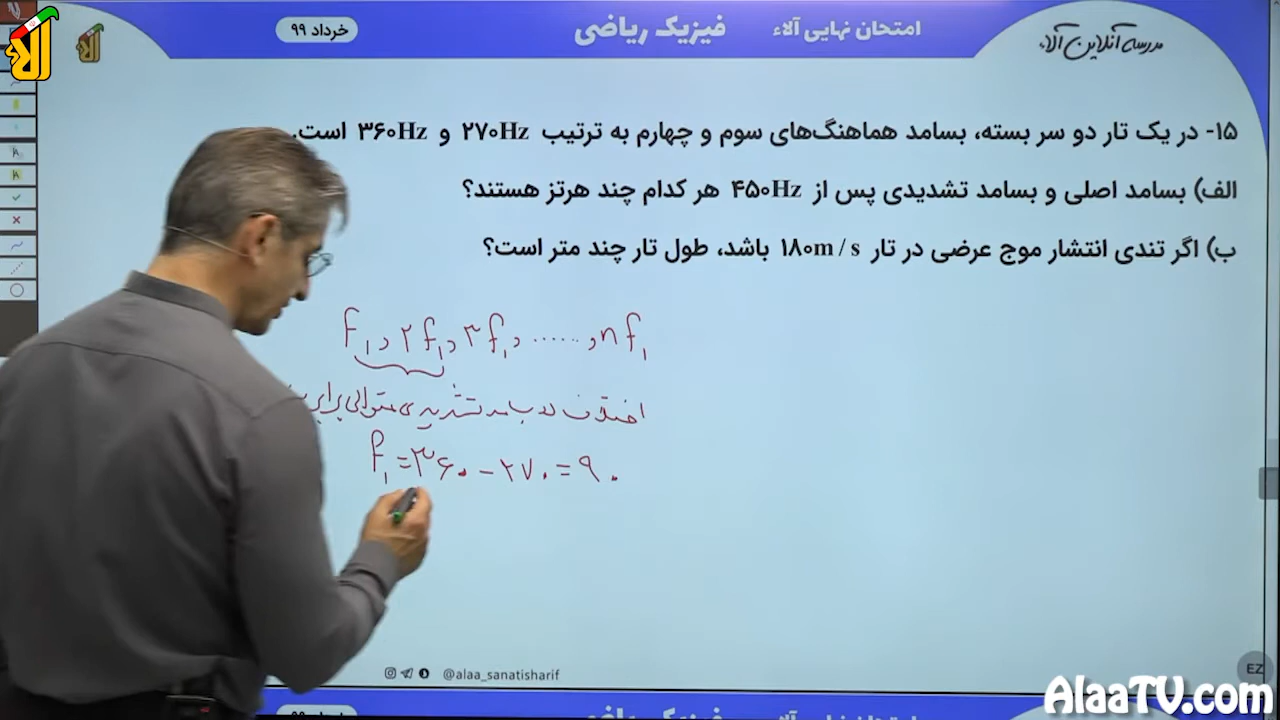 مدرسه آنلاین آلاء
امتحان نهایی آلاء
فیزیک ریاضی
خرداد ۹۹
الا
الا
۱۵- در یک تار دو سر بسته، بسامد هماهنگ‌های سوم و چهارم به ترتیب ۲۷۰Hz و ۳۶۰Hz است.
الف) بسامد اصلی و بسامد تشدیدی پس از ۴۵۰Hz هر کدام چند هرتز هستند؟
ب) اگر تندی انتشار موج عرضی در تار ۱۸۰m / s باشد، طول تار چند متر است؟
f₁ , ۲f₁ , ۳f₁ , ...... , nf₁
اختلاف دو بسامد تشدیدی متوالی برابر
f₁ = ۳۶۰ - ۲۷۰ = ۹۰
@alaa_sanatisharif
EZ
AlaaTV.com